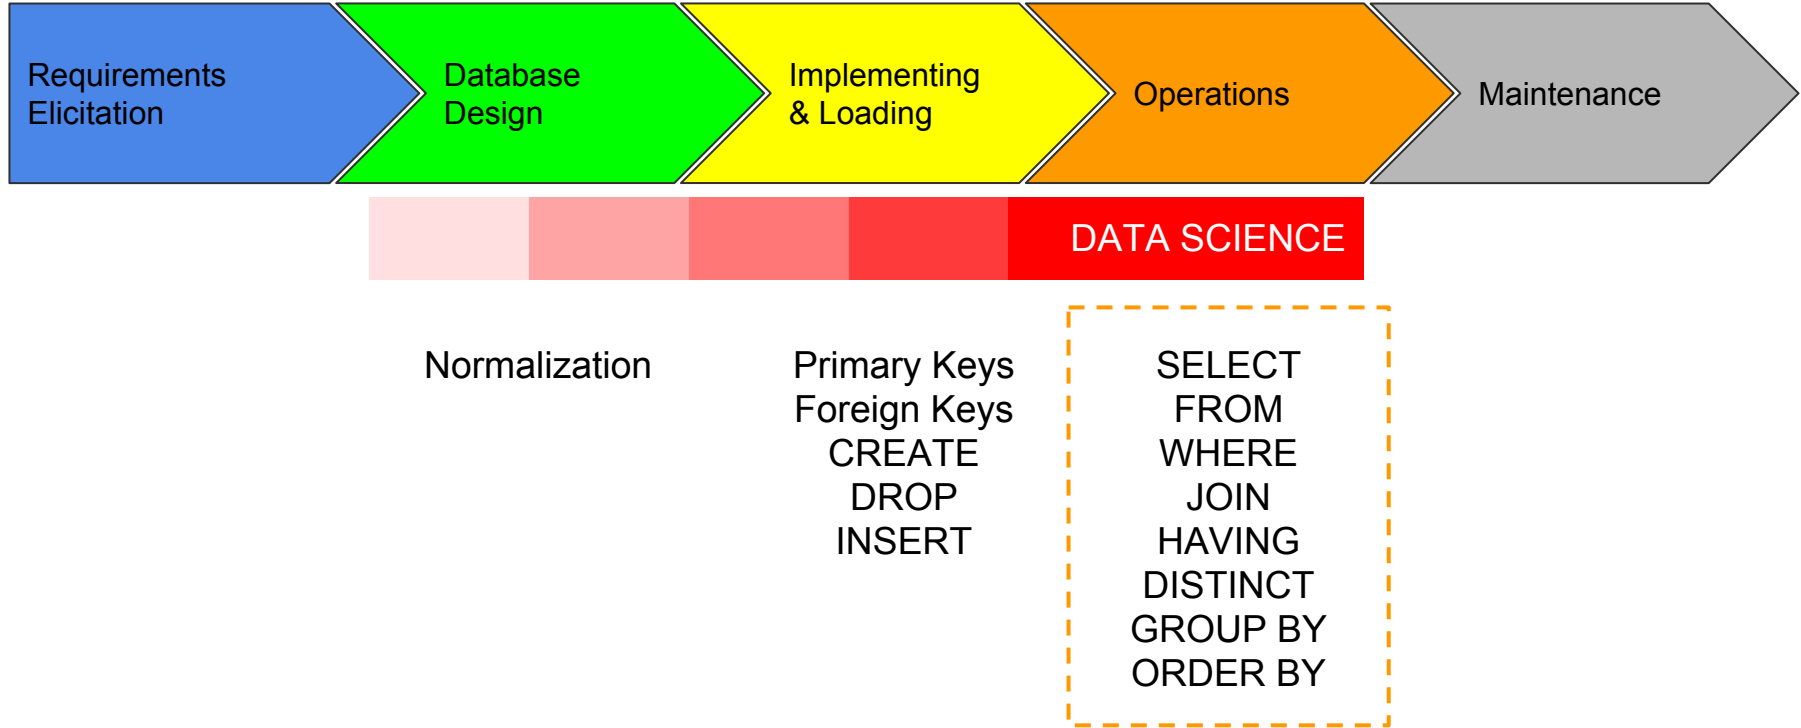 Requirements
Elicitation
Database
Design
Implementing
& Loading
Operations
Maintenance
DATA SCIENCE
Normalization
Primary Keys
Foreign Keys
CREATE
DROP
INSERT
SELECT
FROM
WHERE
JOIN
HAVING
DISTINCT
GROUP BY
ORDER BY